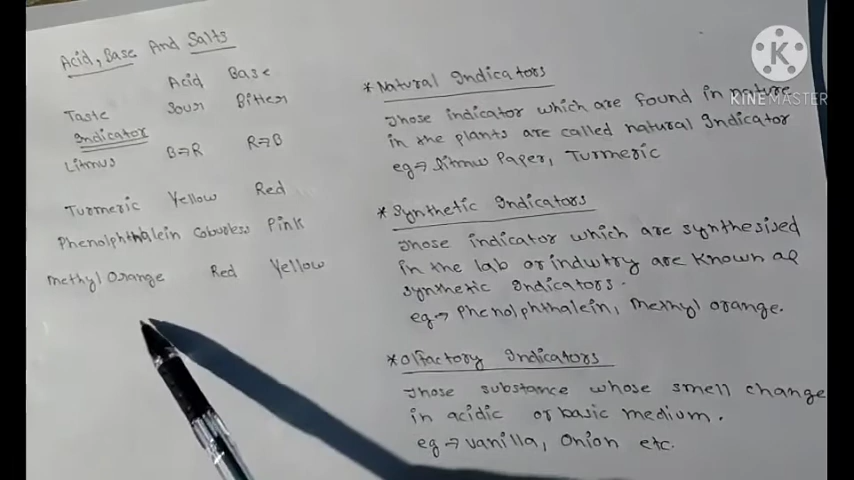 Acid, Base And Salts
Acid Base
Taste Sour Bitter
Indicator
Litmus B⇒R R⇒B
Turmeric Yellow Red
Phenolphthalein Colourless Pink
Methyl Orange Red Yellow
* Natural Indicators
Those indicator which are found in nature
in the plants are called natural Indicator
eg→ litmus Paper, Turmeric
* Synthetic Indicators
Those indicator which are synthesised
in the lab or industry are known as
synthetic indicators.
eg→ Phenolphthalein, Methyl orange.
* Olfactory Indicators
Those substance whose smell change
in acidic or basic medium.
eg → vanilla, Onion etc.
K
KINEMASTER